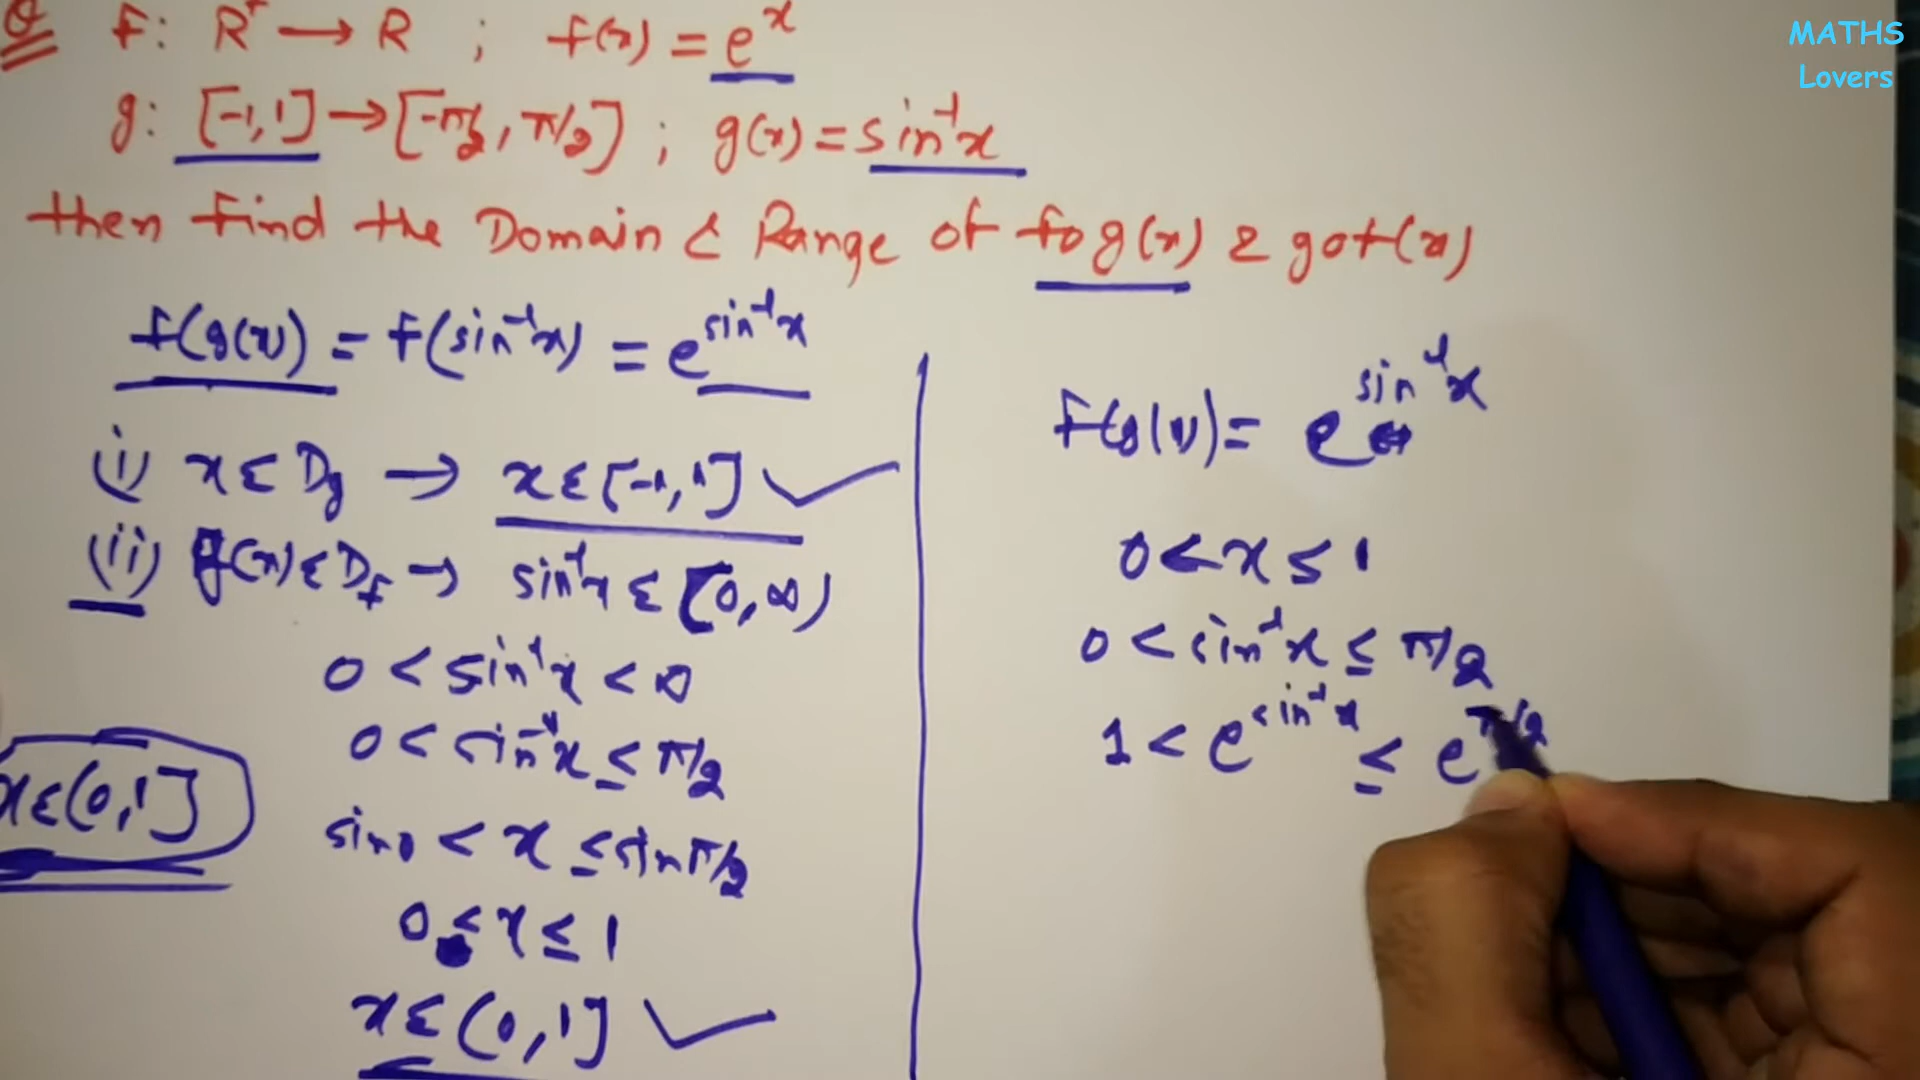 Q f: R⁺ → R ; f(x) = eˣ
g: [-1,1] → [-π/2, π/2] ; g(x) = sin⁻¹x
then find the Domain & Range of fog(x) & gof(x)
f(g(x)) = f(sin⁻¹x) = e^sin⁻¹x
(i) x ∈ Dg → x ∈ [-1,1]
(ii) g(x) ∈ Df → sin⁻¹x ∈ (0,∞)
0 < sin⁻¹x < ∞
0 < sin⁻¹x ≤ π/2
sin0 < x ≤ sinπ/2
0 < x ≤ 1
x ∈ (0,1]
x ∈ (0,1]
f(g(x)) = e^sin⁻¹x
0 < x ≤ 1
0 < sin⁻¹x ≤ π/2
1 < e^sin⁻¹x ≤ e^π/2
MATHS
Lovers